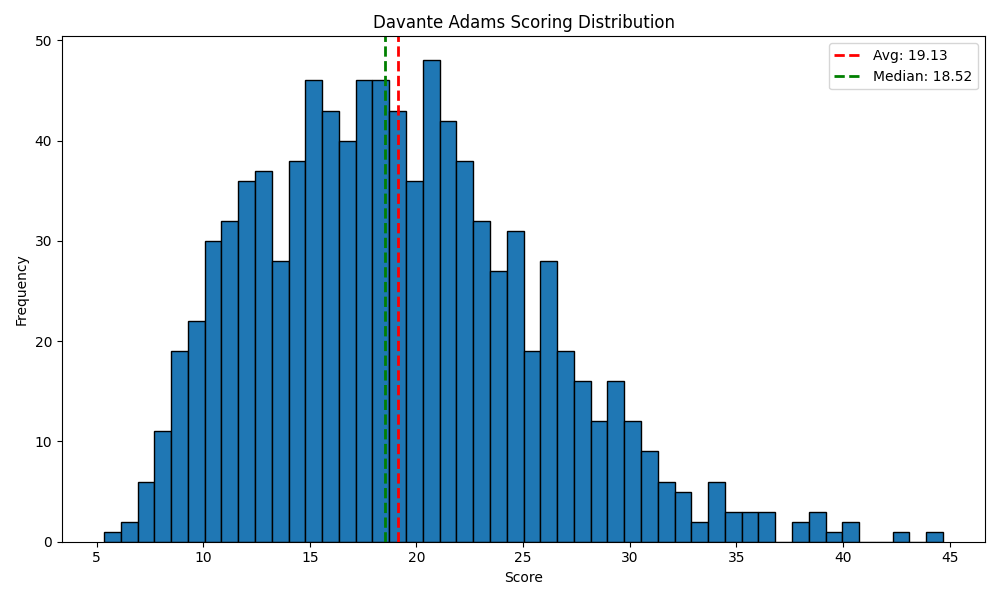 Davante Adams Scoring Distribution
Avg: 19.13
Median: 18.52
Frequency
50
40
30
20
10
0
5 10 15 20 25 30 35 40 45
Score